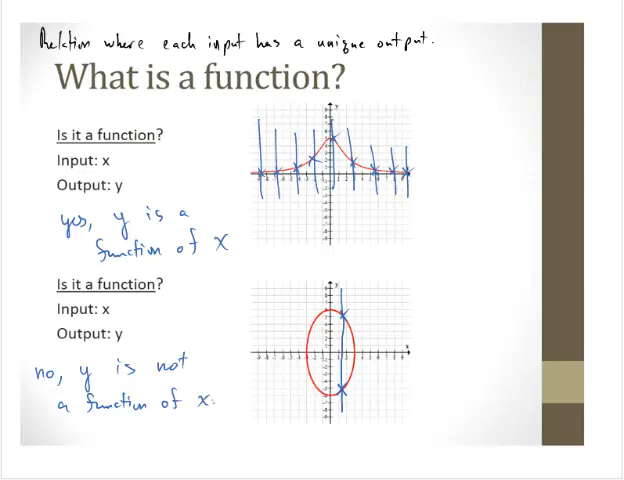 Relation where each input has a unique output.
What is a function?
Is it a function?
Input: x
Output: y
yes, y is a
function of x
Is it a function?
Input: x
Output: y
no, y is not
a function of x.